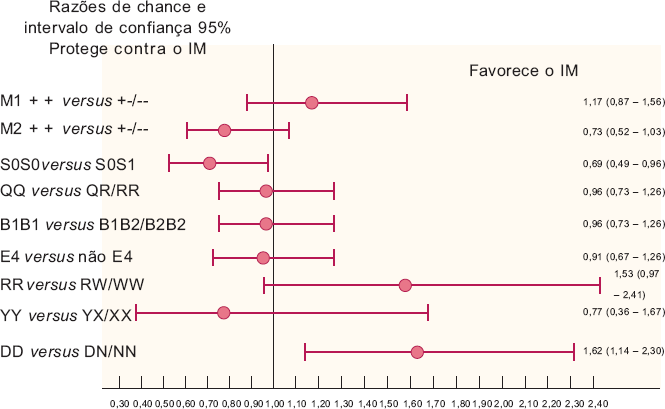 Razões de chance e
intervalo de confiança 95%
Protege contra o IM
Favorece o IM
M1 + + versus +-/-- 1,17 (0,87 – 1,56)
M2 + + versus +-/-- 0,73 (0,52 – 1,03)
S0S0 versus S0S1 0,69 (0,49 – 0,96)
QQ versus QR/RR 0,96 (0,73 – 1,26)
B1B1 versus B1B2/B2B2 0,96 (0,73 – 1,26)
E4 versus não E4 0,91 (0,67 – 1,26)
RR versus RW/WW 1,53 (0,97
– 2,41)
YY versus YX/XX 0,77 (0,36 – 1,67)
DD versus DN/NN 1,62 (1,14 – 2,30)
0,30 0,40 0,50 0,60 0,70 0,80 0,90 1,00 1,10 1,20 1,30 1,40 1,50 1,60 1,70 1,80 1,90 2,00 2,10 2,20 2,30 2,40